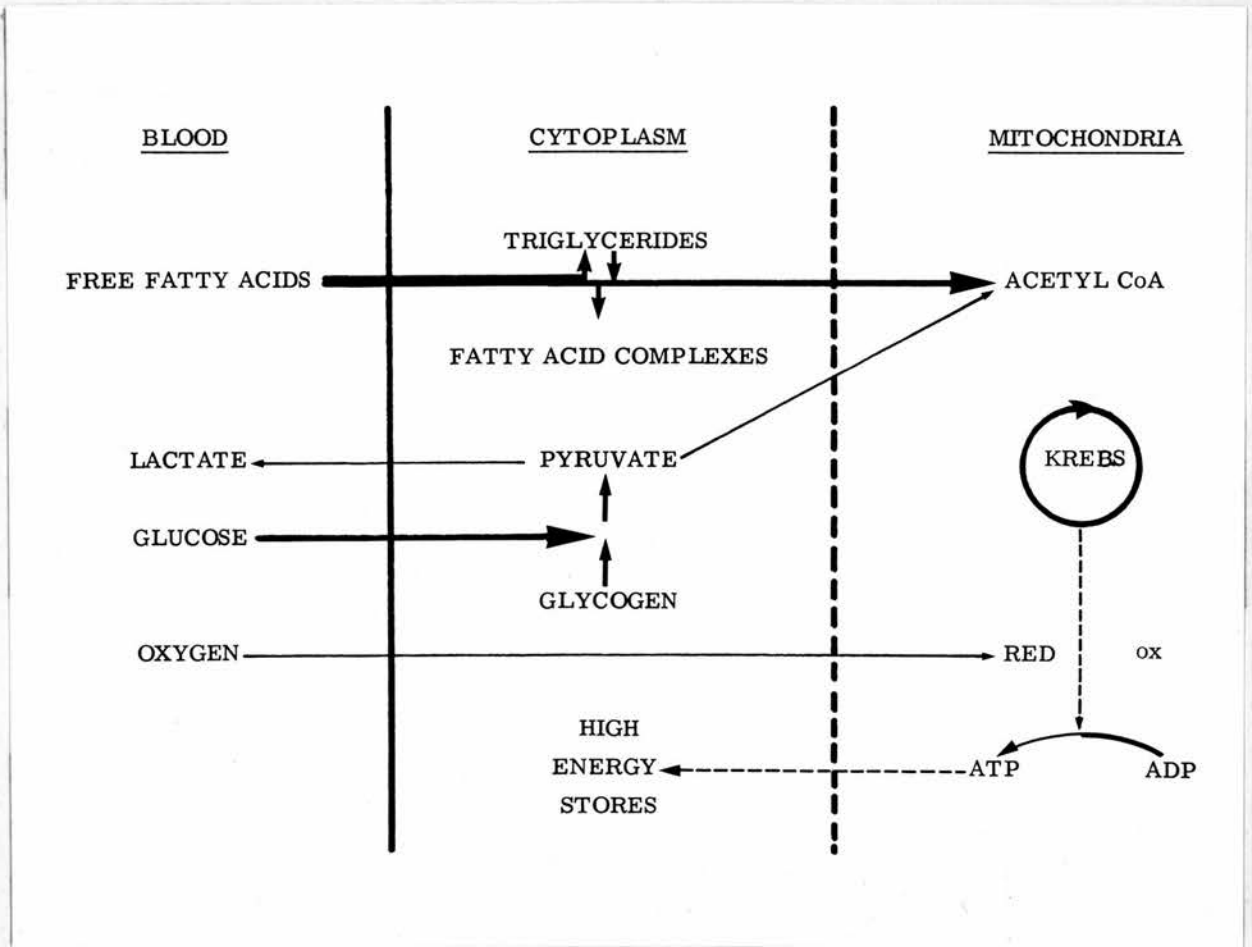 BLOOD CYTOPLASM MITOCHONDRIA
TRIGLYCERIDES
FREE FATTY ACIDS ACETYL CoA
FATTY ACID COMPLEXES
LACTATE PYRUVATE KREBS
GLUCOSE
GLYCOGEN
OXYGEN RED OX
HIGH
ENERGY ATP ADP
STORES